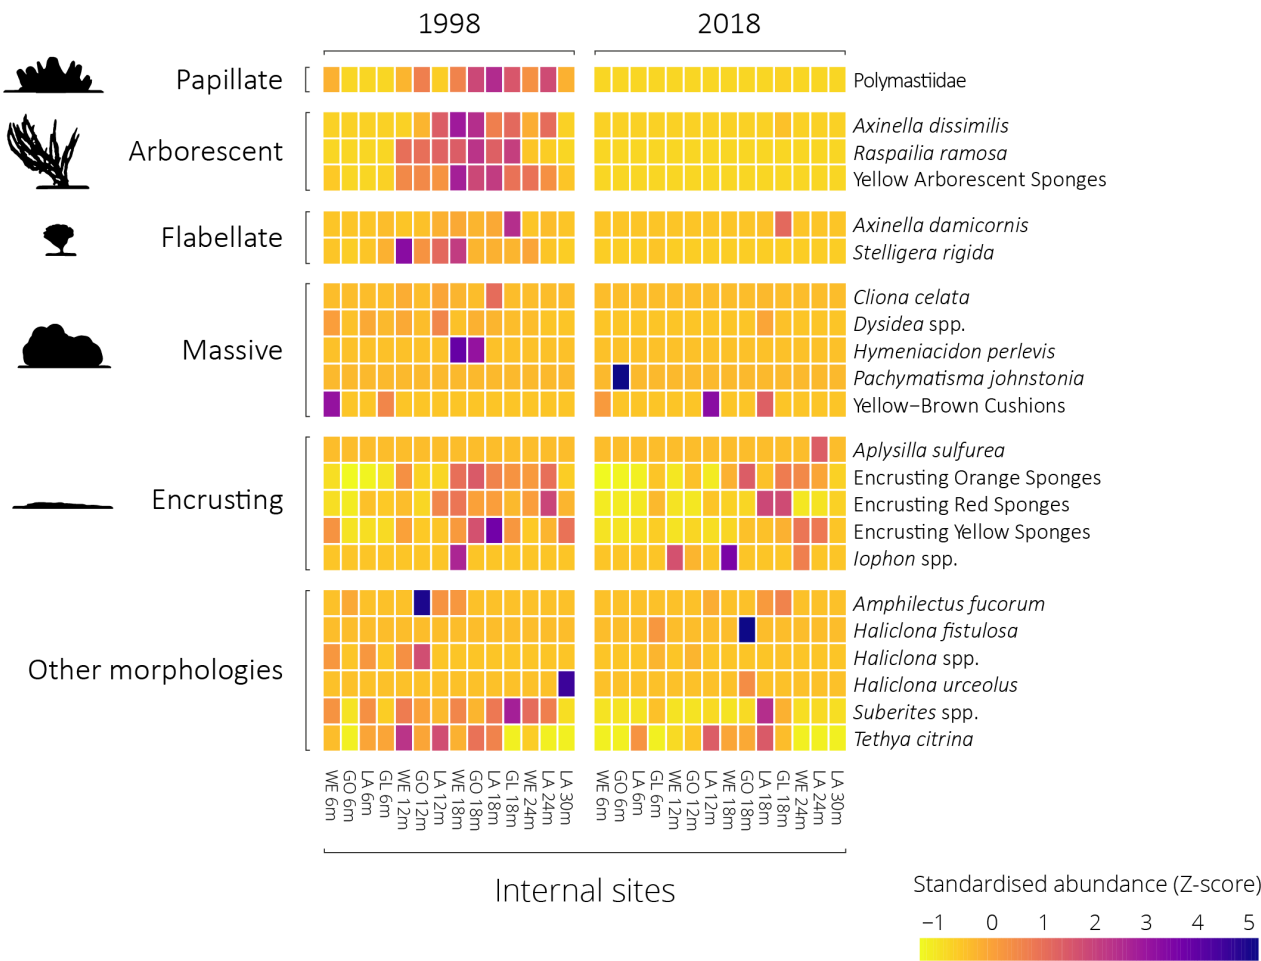 1998 2018
Papillate Polymastiidae
Axinella dissimilis
Arborescent Raspailia ramosa
Yellow Arborescent Sponges
Axinella damicornis
Flabellate
Stelligera rigida
Cliona celata
Dysidea spp.
Massive Hymeniacidon perlevis
Pachymatisma johnstonia
Yellow−Brown Cushions
Aplysilla sulfurea
Encrusting Orange Sponges
Encrusting Encrusting Red Sponges
Encrusting Yellow Sponges
Iophon spp.
Amphilectus fucorum
Haliclona fistulosa
Haliclona spp.
Other morphologies
Haliclona urceolus
Suberites spp.
Tethya citrina
WE 6m GO 6m LA 6m GL 6m WE 12m GO 12m LA 12m WE 18m GO 18m LA 18m GL 18m WE 24m LA 24m LA 30m WE 6m GO 6m LA 6m GL 6m WE 12m GO 12m LA 12m WE 18m GO 18m LA 18m GL 18m WE 24m LA 24m LA 30m
Internal sites
Standardised abundance (Z-score)
−1 0 1 2 3 4 5